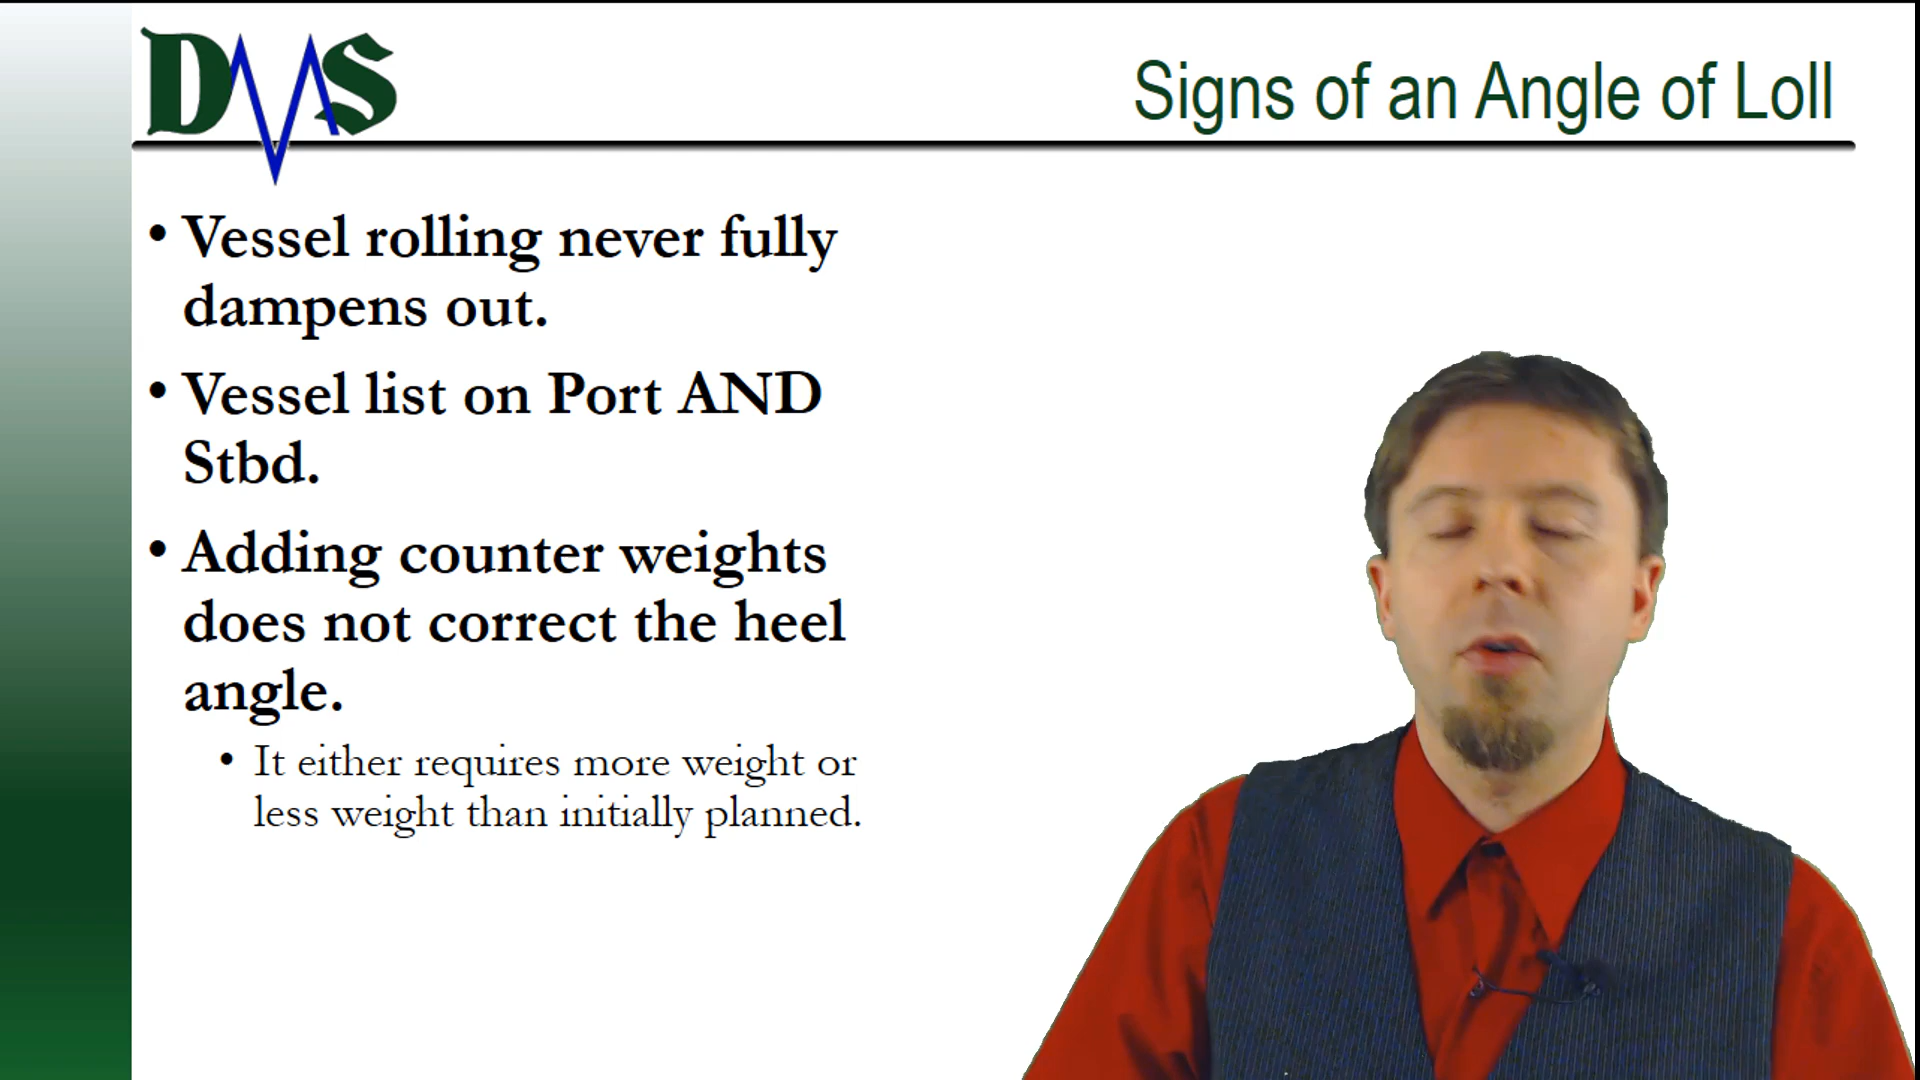 DMS
Signs of an Angle of Loll
• Vessel rolling never fully
dampens out.
• Vessel list on Port AND
Stbd.
• Adding counter weights
does not correct the heel
angle.
• It either requires more weight or
less weight than initially planned.